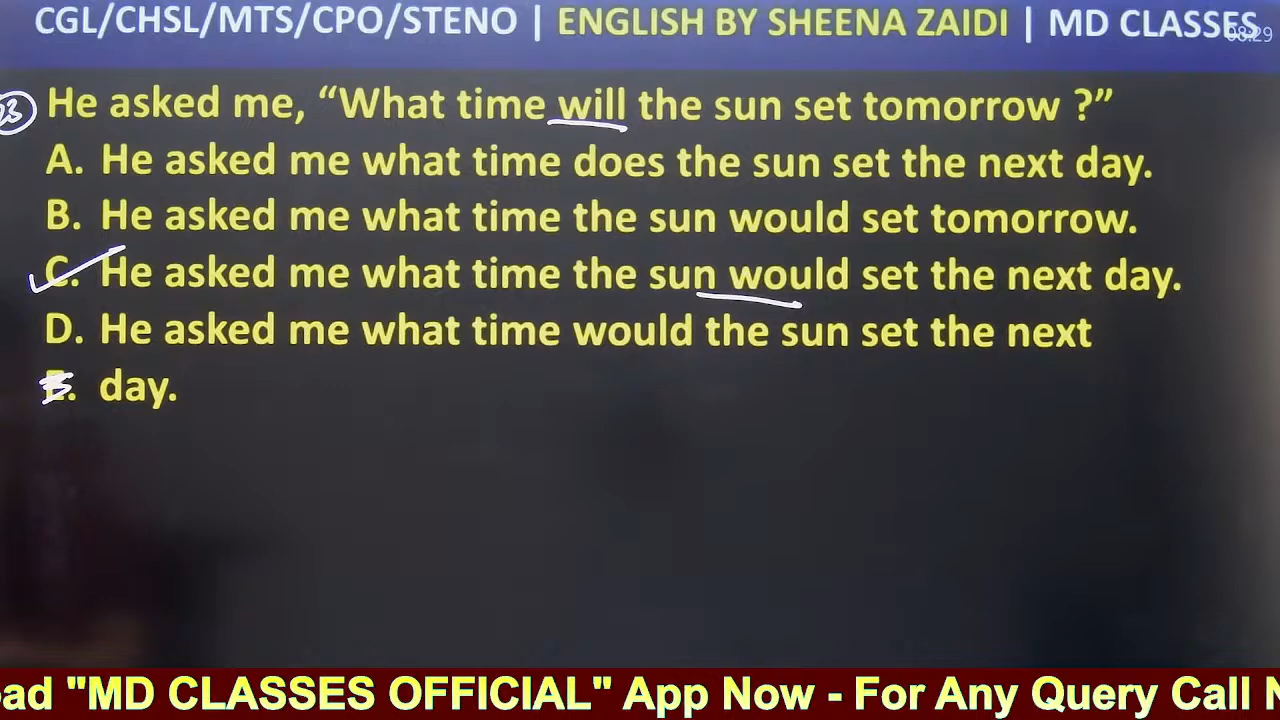 CGL/CHSL/MTS/CPO/STENO | ENGLISH BY SHEENA ZAIDI | MD CLASSES
08:29
23 He asked me, “What time will the sun set tomorrow ?”
A. He asked me what time does the sun set the next day.
B. He asked me what time the sun would set tomorrow.
C. He asked me what time the sun would set the next day.
D. He asked me what time would the sun set the next
E. day.
"MD CLASSES OFFICIAL" App Now - For Any Query Call